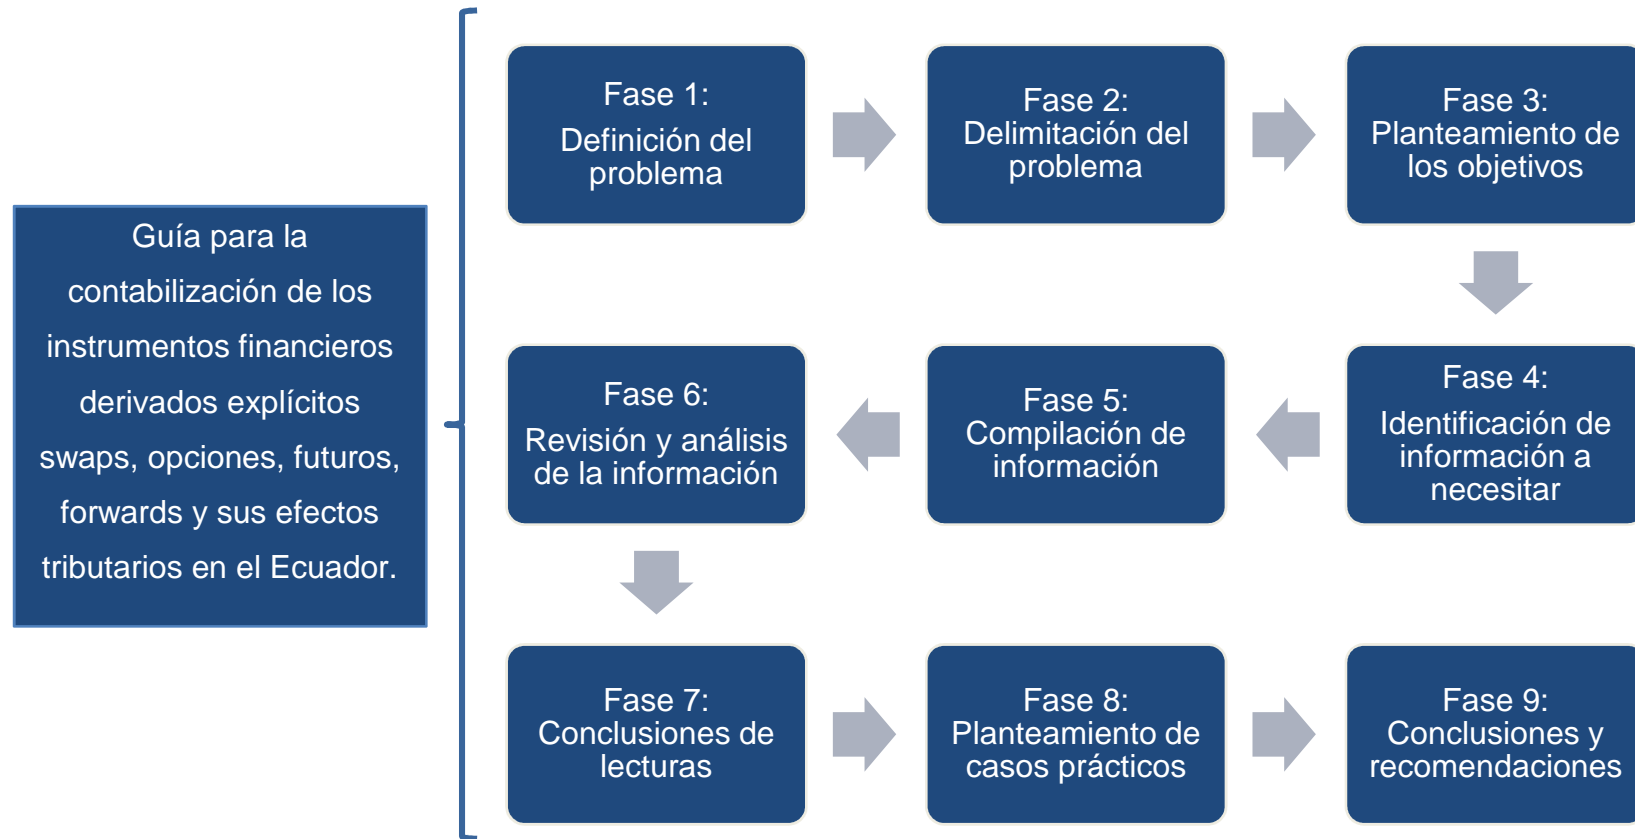 Guía para la
contabilización de los
instrumentos financieros
derivados explícitos
swaps, opciones, futuros,
forwards y sus efectos
tributarios en el Ecuador.
Fase 1:
Definición del
problema
Fase 2:
Delimitación del
problema
Fase 3:
Planteamiento de
los objetivos
Fase 4:
Identificación de
información a
necesitar
Fase 5:
Compilación de
información
Fase 6:
Revisión y análisis
de la información
Fase 7:
Conclusiones de
lecturas
Fase 8:
Planteamiento de
casos prácticos
Fase 9:
Conclusiones y
recomendaciones